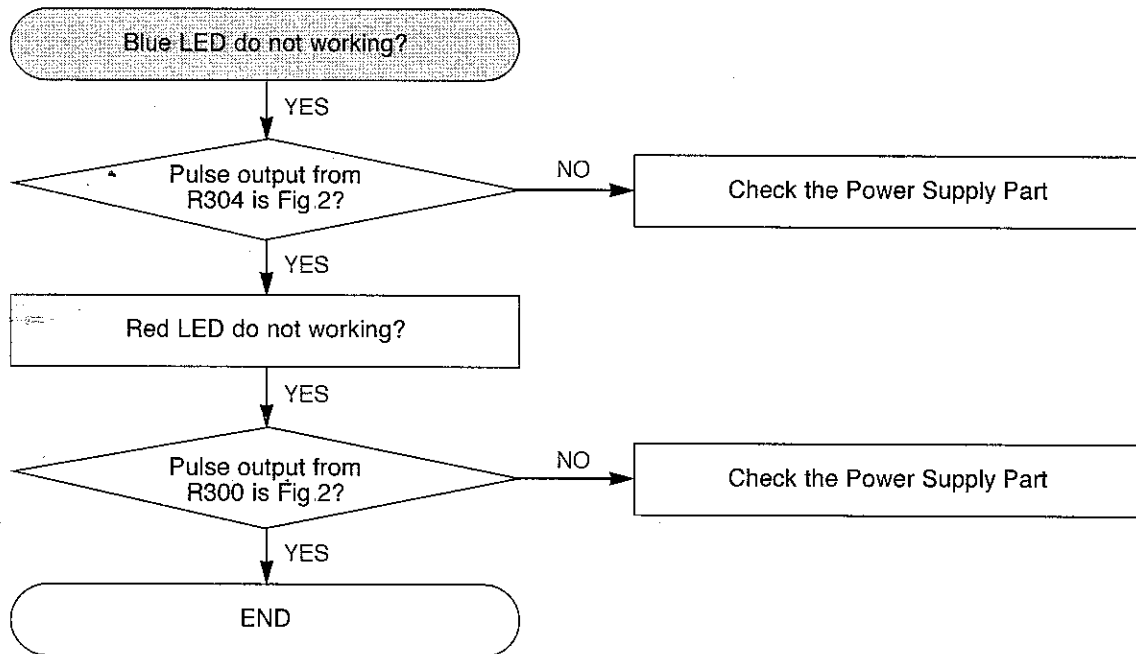 Blue LED do not working?
YES
Pulse output from
R304 is Fig.2?
NO
Check the Power Supply Part
YES
Red LED do not working?
YES
Pulse output from
R300 is Fig.2?
NO
Check the Power Supply Part
YES
END